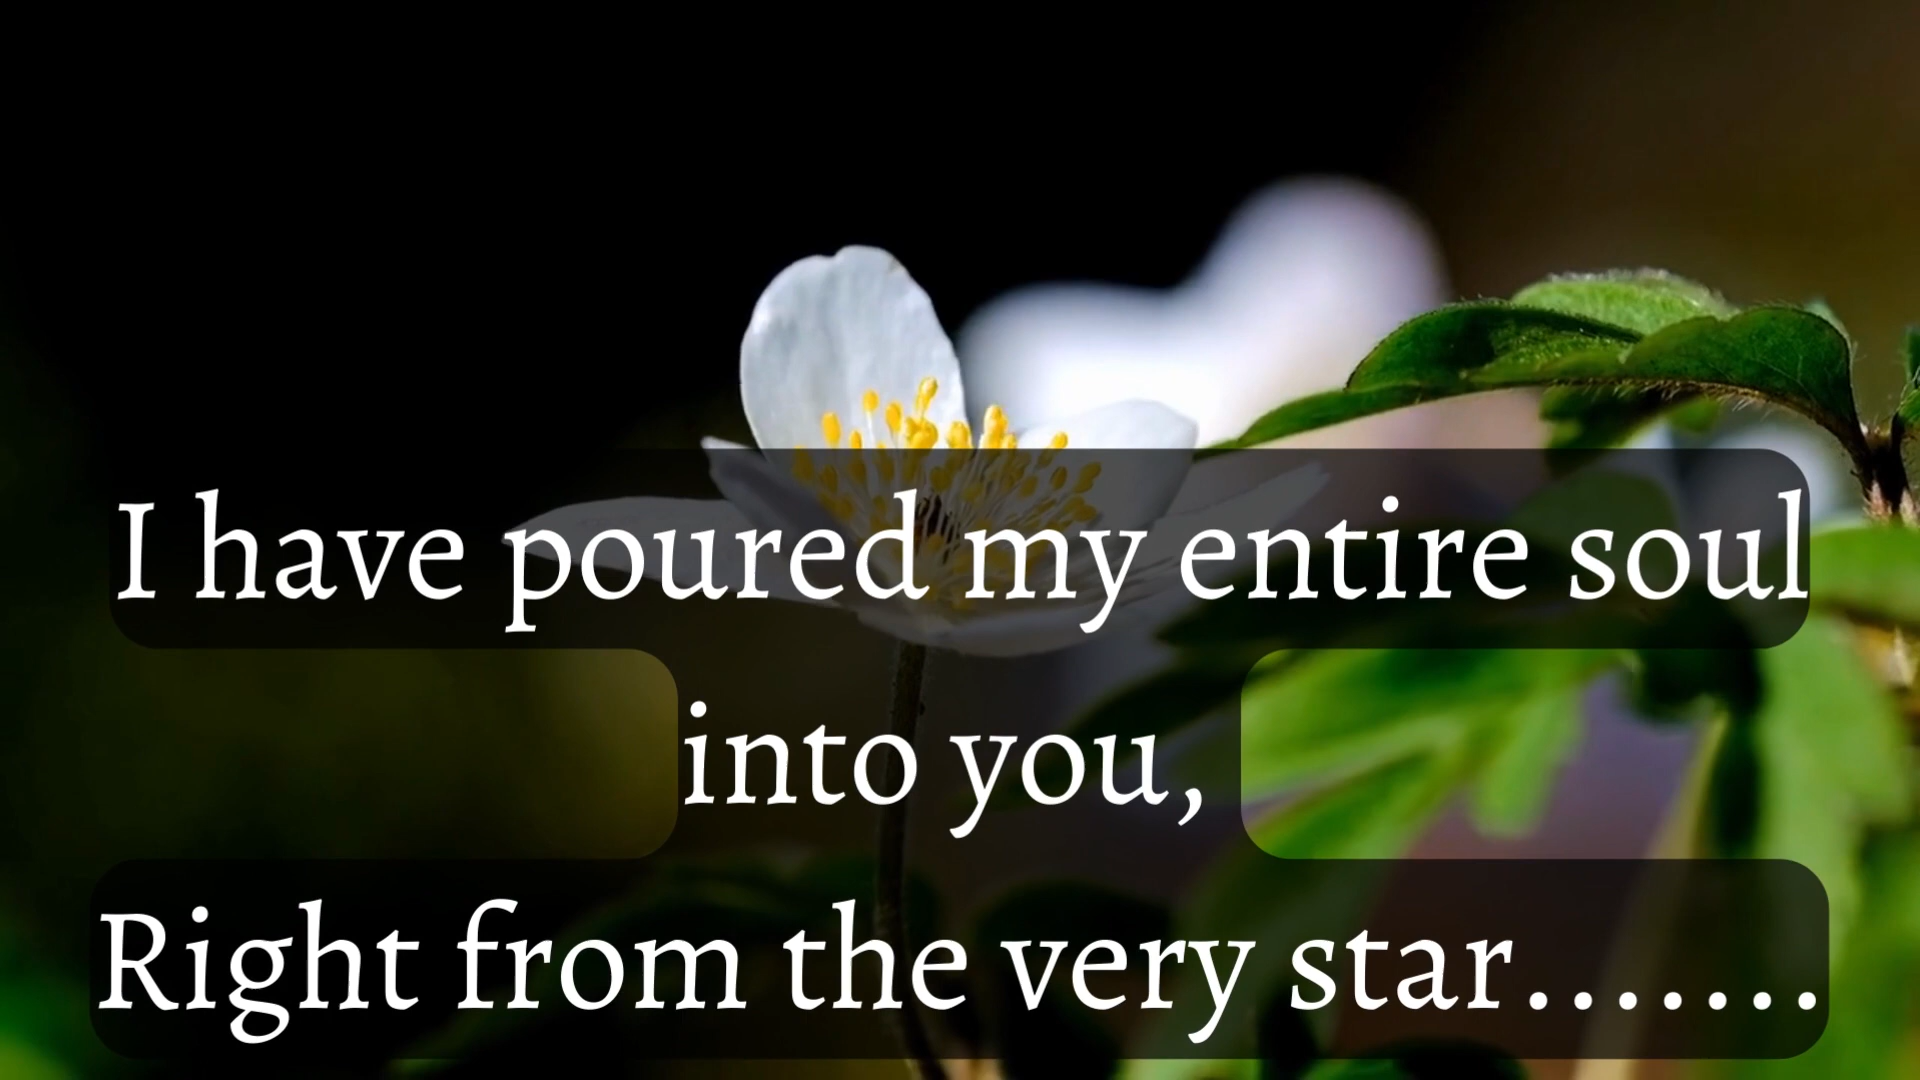 I have poured my entire soul
into you,
Right from the very star.......